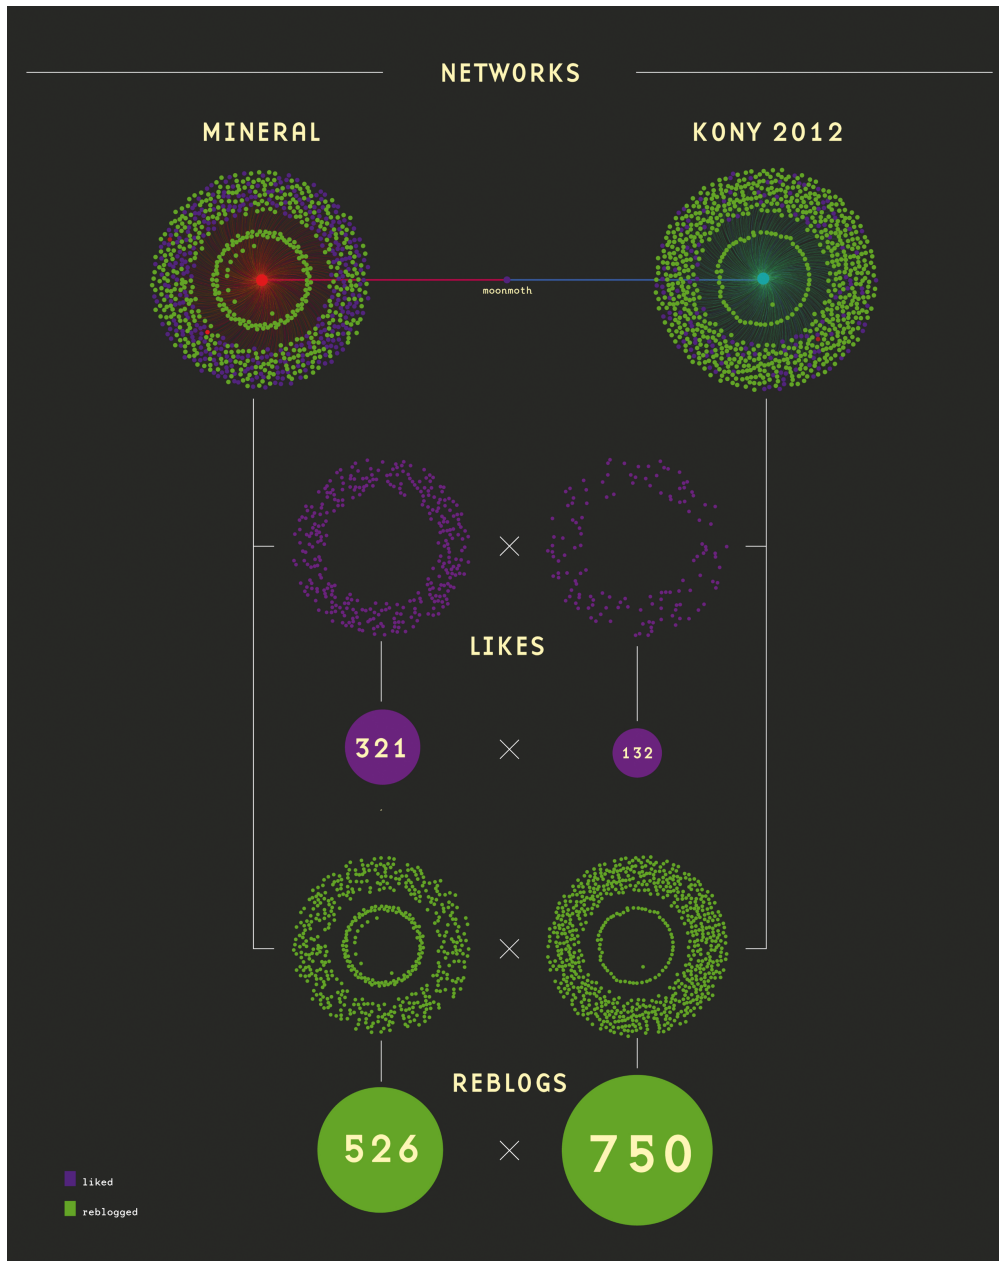 NETWORKS
MINERAL
KONY 2012
moonmoth
LIKES
321
132
REBLOGS
526
750
liked
reblogged